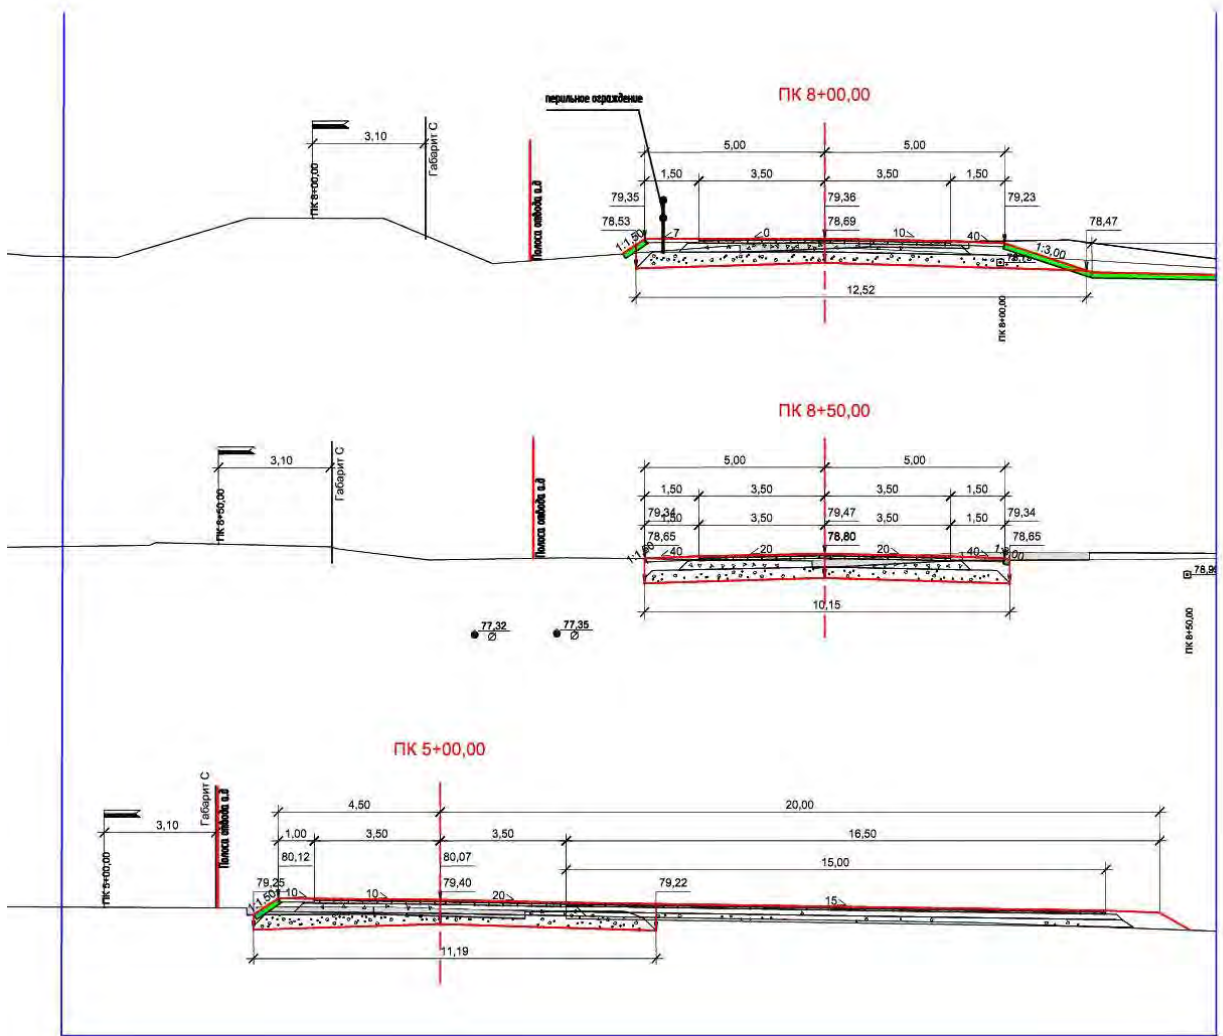 ПК 8+00,00
перильное ограждение
3,10
Габарит С
ПК 8+00,00
Полоса отвода а.д
5,00 5,00
1,50 3,50 3,50 1,50
79,35 79,36 79,23
78,53 78,69 78,47
1:1,50 7 0 10 40 1:3,00
12,52
ПК 8+00,00
ПК 8+50,00
3,10
Габарит С
ПК 8+50,00
Полоса отвода а.д
5,00 5,00
1,50 3,50 3,50 1,50
79,34 79,47 79,34
1,50 3,50 3,50 1,50
78,65 78,80 78,65
40 20 20 40
10,15
77,32 77,35
Ø Ø
ПК 8+50,00
ПК 5+00,00
3,10
Габарит С
ПК 5+00,00
Полоса отвода а.д
4,50 20,00
1,00 3,50 3,50 16,50
80,12 80,07 15,00
79,25 79,40 79,22
1:1,50 10 10 20 15
11,19